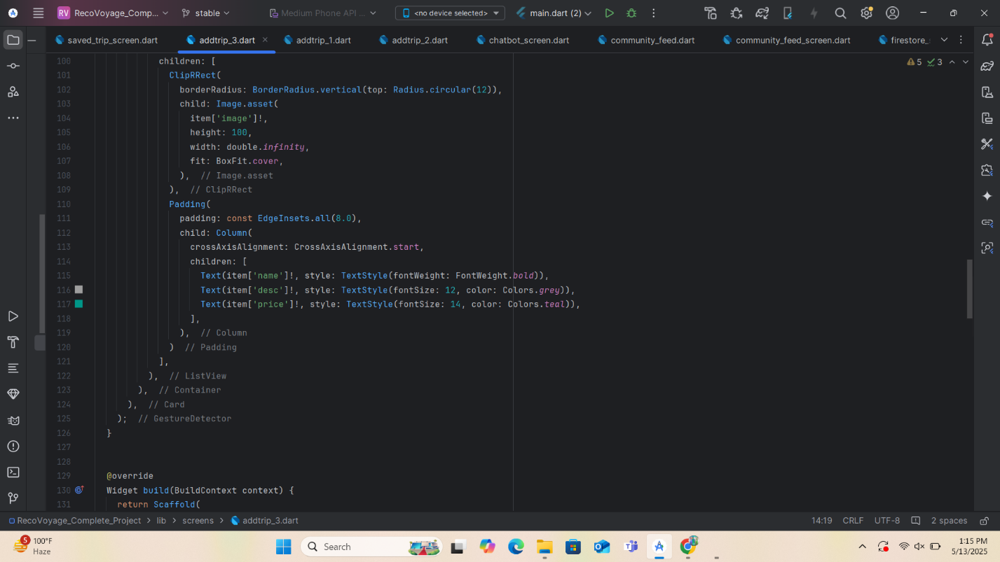 RV RecoVoyage_Comp... stable Medium Phone API ... <no device selected> main.dart (2)
saved_trip_screen.dart addtrip_3.dart addtrip_1.dart addtrip_2.dart chatbot_screen.dart community_feed.dart community_feed_screen.dart firestore_
5 3
100 children: [
101 ClipRRect(
102 borderRadius: BorderRadius.vertical(top: Radius.circular(12)),
103 child: Image.asset(
104 item['image']!,
105 height: 100,
106 width: double.infinity,
107 fit: BoxFit.cover,
108 ), // Image.asset
109 ), // ClipRRect
110 Padding(
111 padding: const EdgeInsets.all(8.0),
112 child: Column(
113 crossAxisAlignment: CrossAxisAlignment.start,
114 children: [
115 Text(item['name']!, style: TextStyle(fontWeight: FontWeight.bold)),
116 Text(item['desc']!, style: TextStyle(fontSize: 12, color: Colors.grey)),
117 Text(item['price']!, style: TextStyle(fontSize: 14, color: Colors.teal)),
118 ],
119 ), // Column
120 ) // Padding
121 ],
122 ), // ListView
123 ), // Container
124 ), // Card
125 ); // GestureDetector
126 }
127
128
129 @override
130 Widget build(BuildContext context) {
131 return Scaffold(
RecoVoyage_Complete_Project > lib > screens > addtrip_3.dart 14:19 CRLF UTF-8 2 spaces
5 100°F
Haze
Search
1:15 PM
5/13/2025